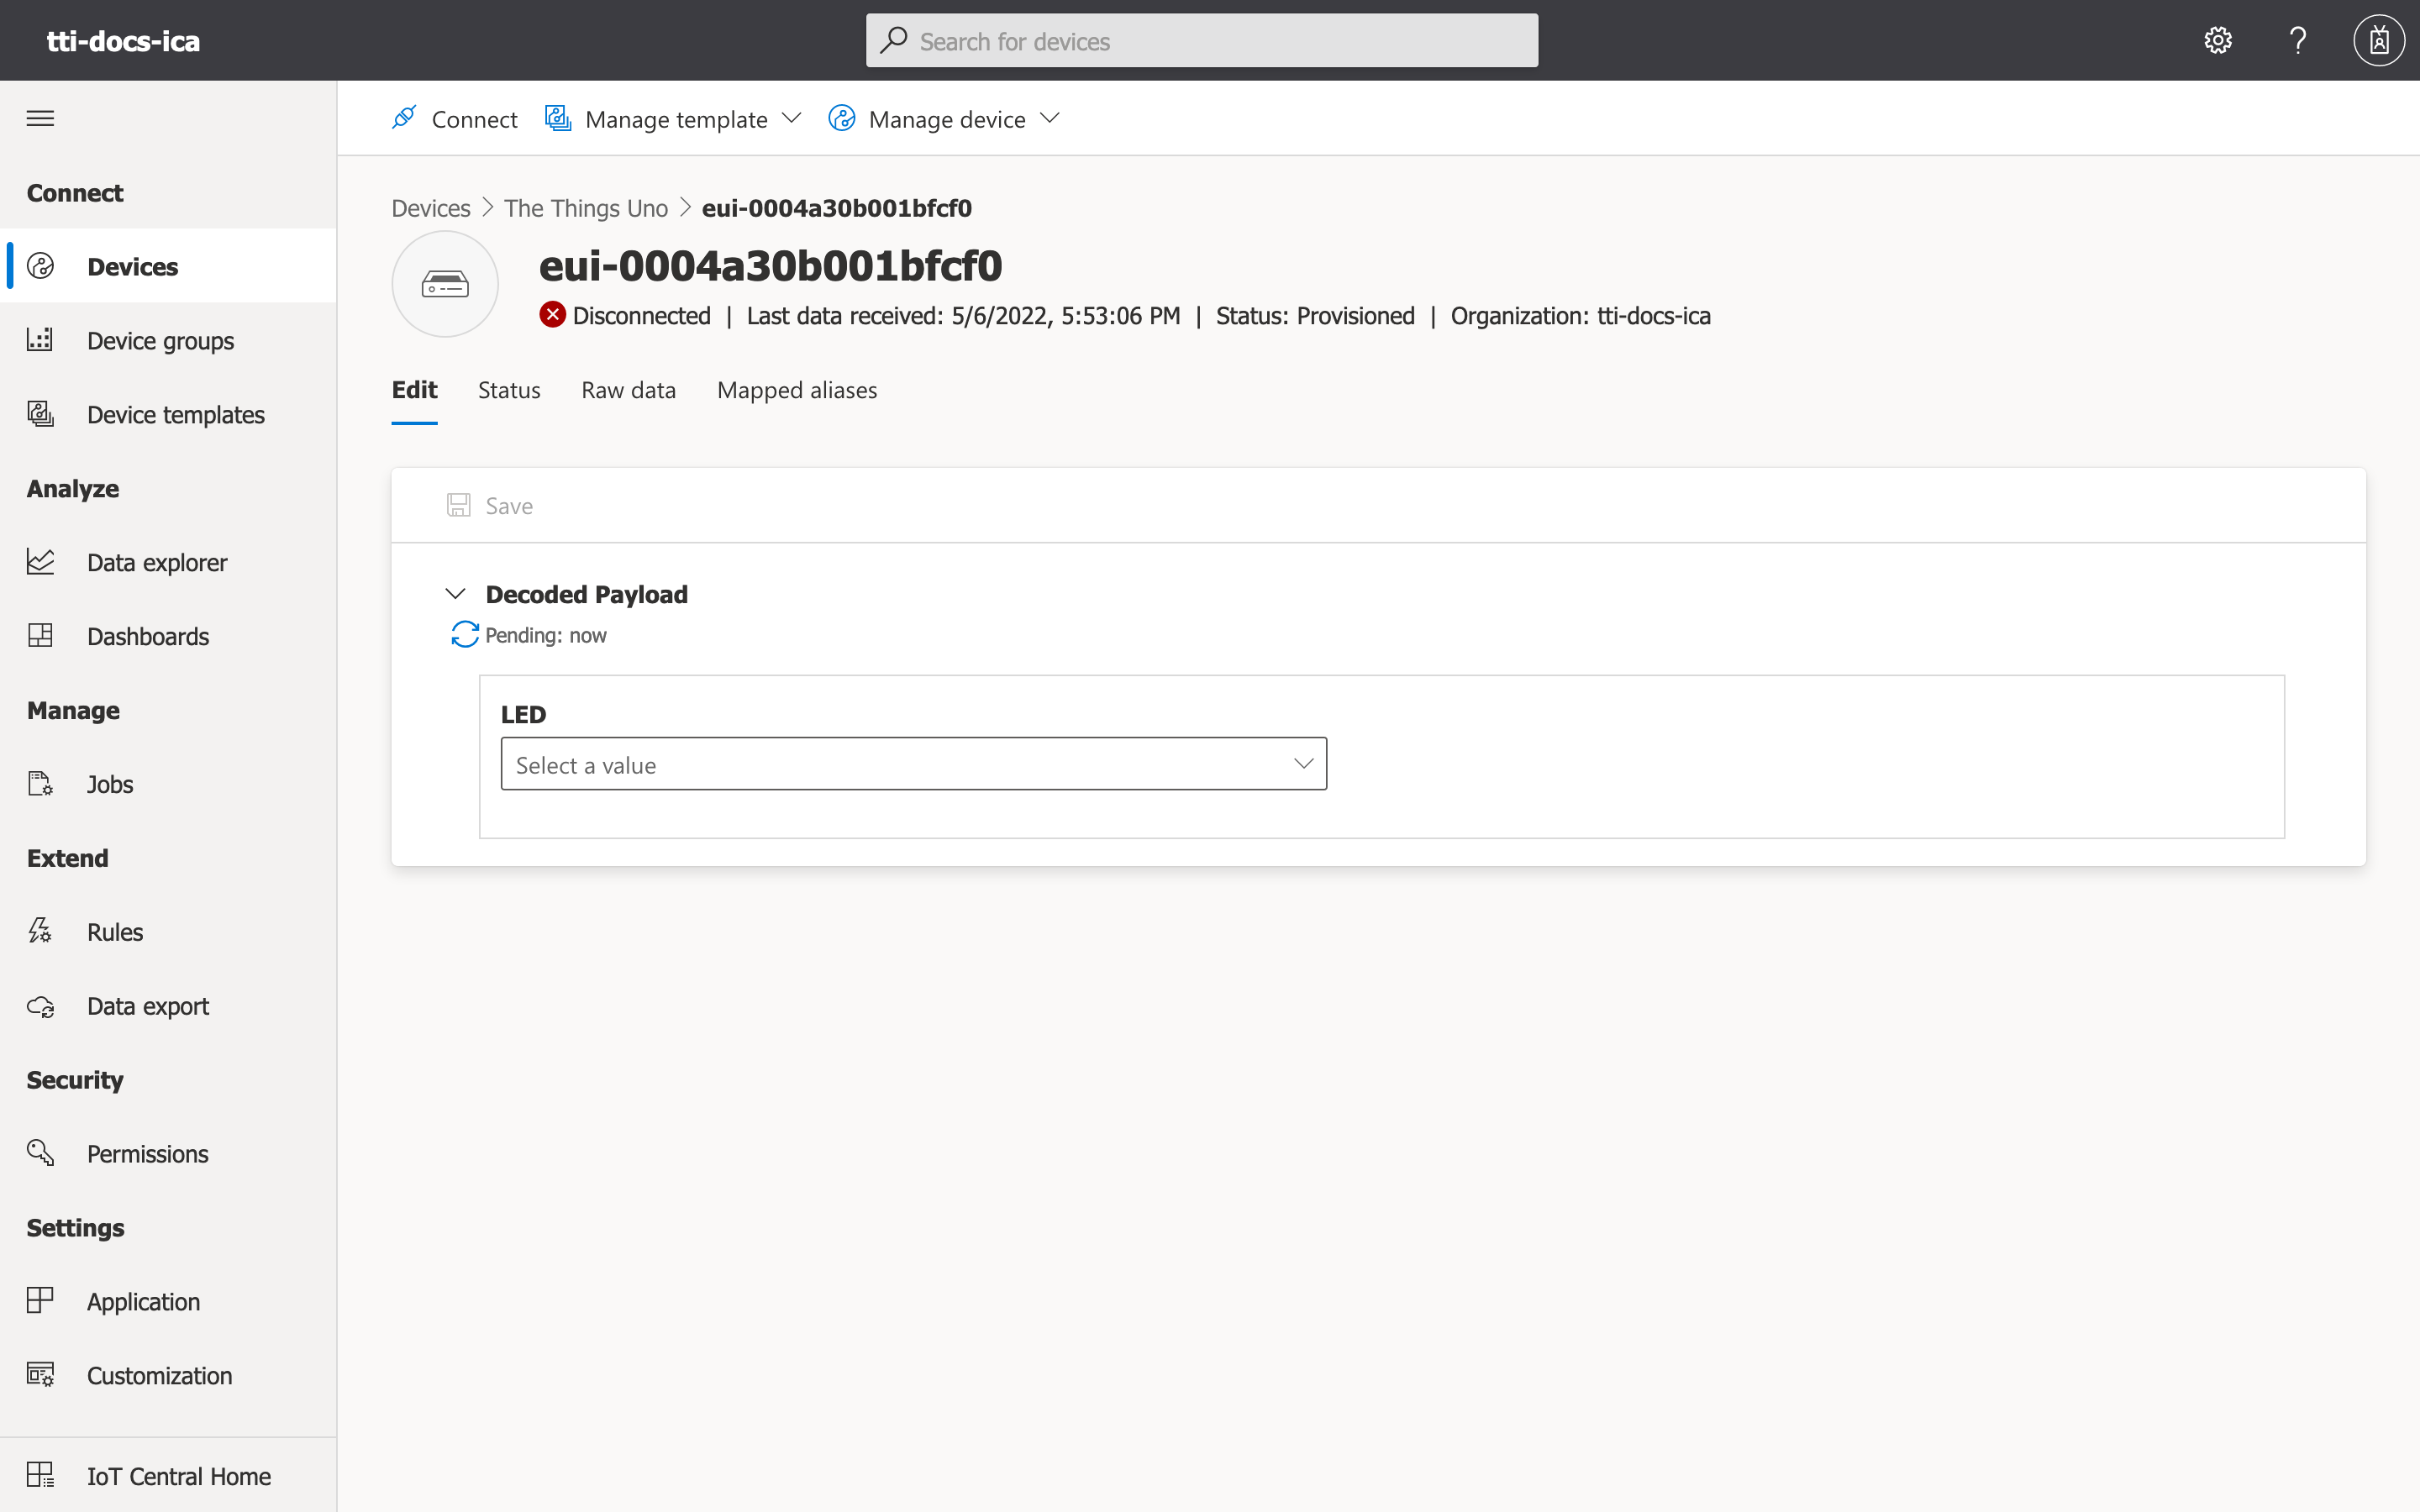 tti-docs-ica
Search for devices
Connect
Devices
Device groups
Device templates
Analyze
Data explorer
Dashboards
Manage
Jobs
Extend
Rules
Data export
Security
Permissions
Settings
Application
Customization
IoT Central Home
Connect Manage template Manage device
Devices > The Things Uno > eui-0004a30b001bfcf0
eui-0004a30b001bfcf0
Disconnected | Last data received: 5/6/2022, 5:53:06 PM | Status: Provisioned | Organization: tti-docs-ica
Edit Status Raw data Mapped aliases
Save
Decoded Payload
Pending: now
LED
Select a value